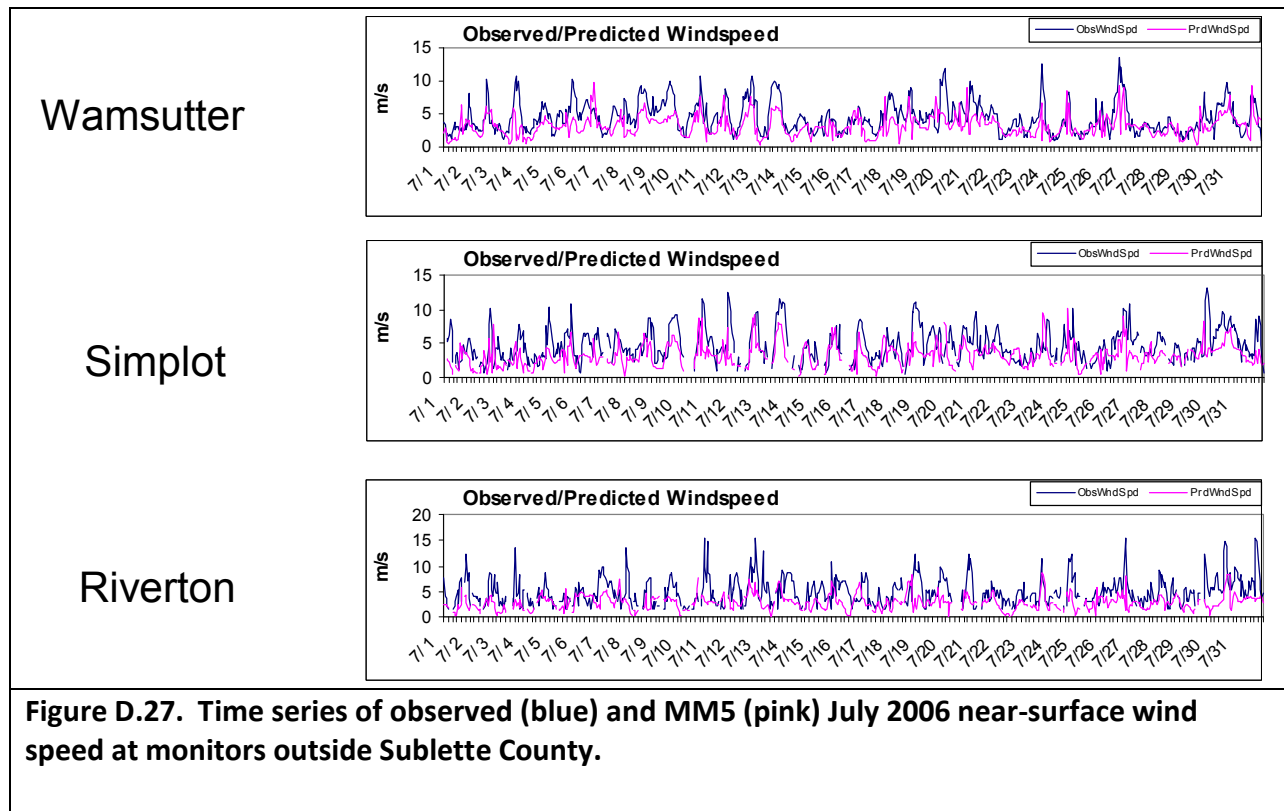 Wamsutter
Observed/Predicted Windspeed
ObsWndSpd PrdWndSpd
m/s
15
10
5
0
7/ 1 7/ 2 7/ 3 7/ 4 7/ 5 7/ 6 7/ 7 7/ 8 7/ 9 7/10 7/11 7/12 7/13 7/14 7/15 7/16 7/17 7/18 7/19 7/20 7/21 7/22 7/23 7/24 7/25 7/26 7/27 7/28 7/29 7/30 7/31
Simplot
Observed/Predicted Windspeed
ObsWndSpd PrdWndSpd
m/s
15
10
5
0
7/ 1 7/ 2 7/ 3 7/ 4 7/ 5 7/ 6 7/ 7 7/ 8 7/ 9 7/10 7/11 7/12 7/13 7/14 7/15 7/16 7/17 7/18 7/19 7/20 7/21 7/22 7/23 7/24 7/25 7/26 7/27 7/28 7/29 7/30 7/31
Riverton
Observed/Predicted Windspeed
ObsWndSpd PrdWndSpd
m/s
20
15
10
5
0
7/ 1 7/ 2 7/ 3 7/ 4 7/ 5 7/ 6 7/ 7 7/ 8 7/ 9 7/10 7/11 7/12 7/13 7/14 7/15 7/16 7/17 7/18 7/19 7/20 7/21 7/22 7/23 7/24 7/25 7/26 7/27 7/28 7/29 7/30 7/31
Figure D.27. Time series of observed (blue) and MM5 (pink) July 2006 near-surface wind
speed at monitors outside Sublette County.